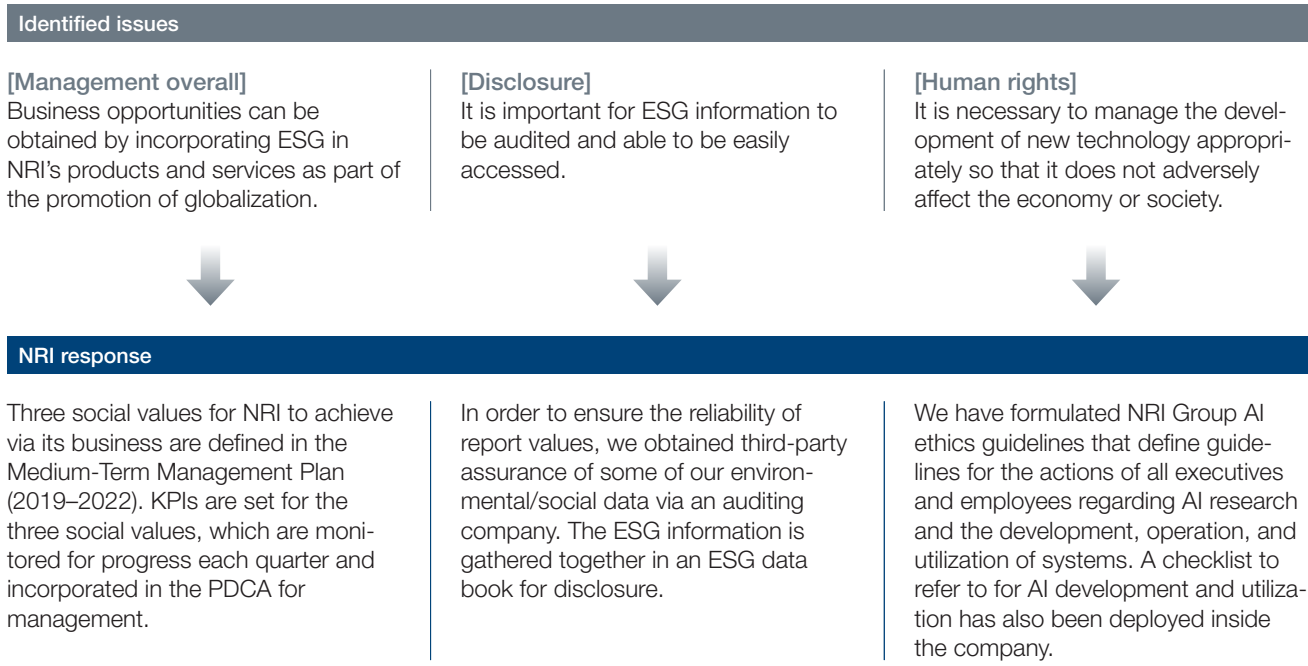 Identified issues
[Management overall]
Business opportunities can be
obtained by incorporating ESG in
NRI’s products and services as part of
the promotion of globalization.
[Disclosure]
It is important for ESG information to
be audited and able to be easily
accessed.
[Human rights]
It is necessary to manage the devel-
opment of new technology appropri-
ately so that it does not adversely
affect the economy or society.
NRI response
Three social values for NRI to achieve
via its business are defined in the
Medium-Term Management Plan
(2019–2022). KPIs are set for the
three social values, which are moni-
tored for progress each quarter and
incorporated in the PDCA for
management.
In order to ensure the reliability of
report values, we obtained third-party
assurance of some of our environ-
mental/social data via an auditing
company. The ESG information is
gathered together in an ESG data
book for disclosure.
We have formulated NRI Group AI
ethics guidelines that define guide-
lines for the actions of all executives
and employees regarding AI research
and the development, operation, and
utilization of systems. A checklist to
refer to for AI development and utiliza-
tion has also been deployed inside
the company.